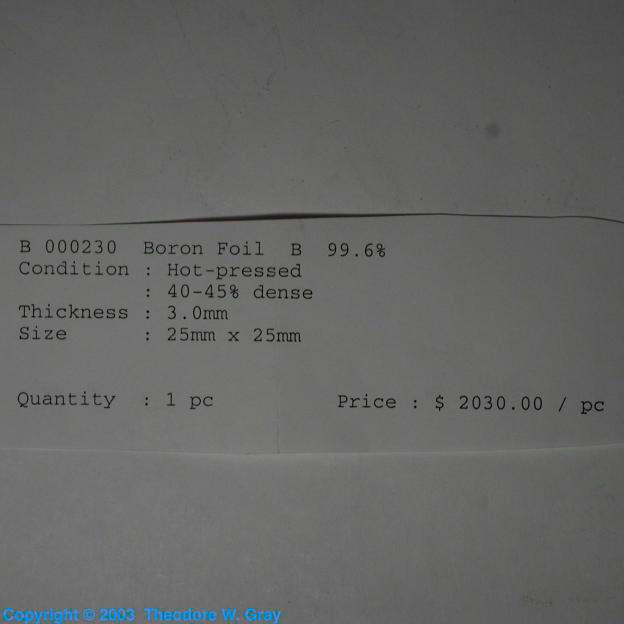 B 000230  Boron Foil  B  99.6%
Condition : Hot-pressed
: 40-45% dense
Thickness : 3.0mm
Size : 25mm x 25mm
Quantity : 1 pc Price : $ 2030.00 / pc
Copyright © 2003 Theodore W. Gray